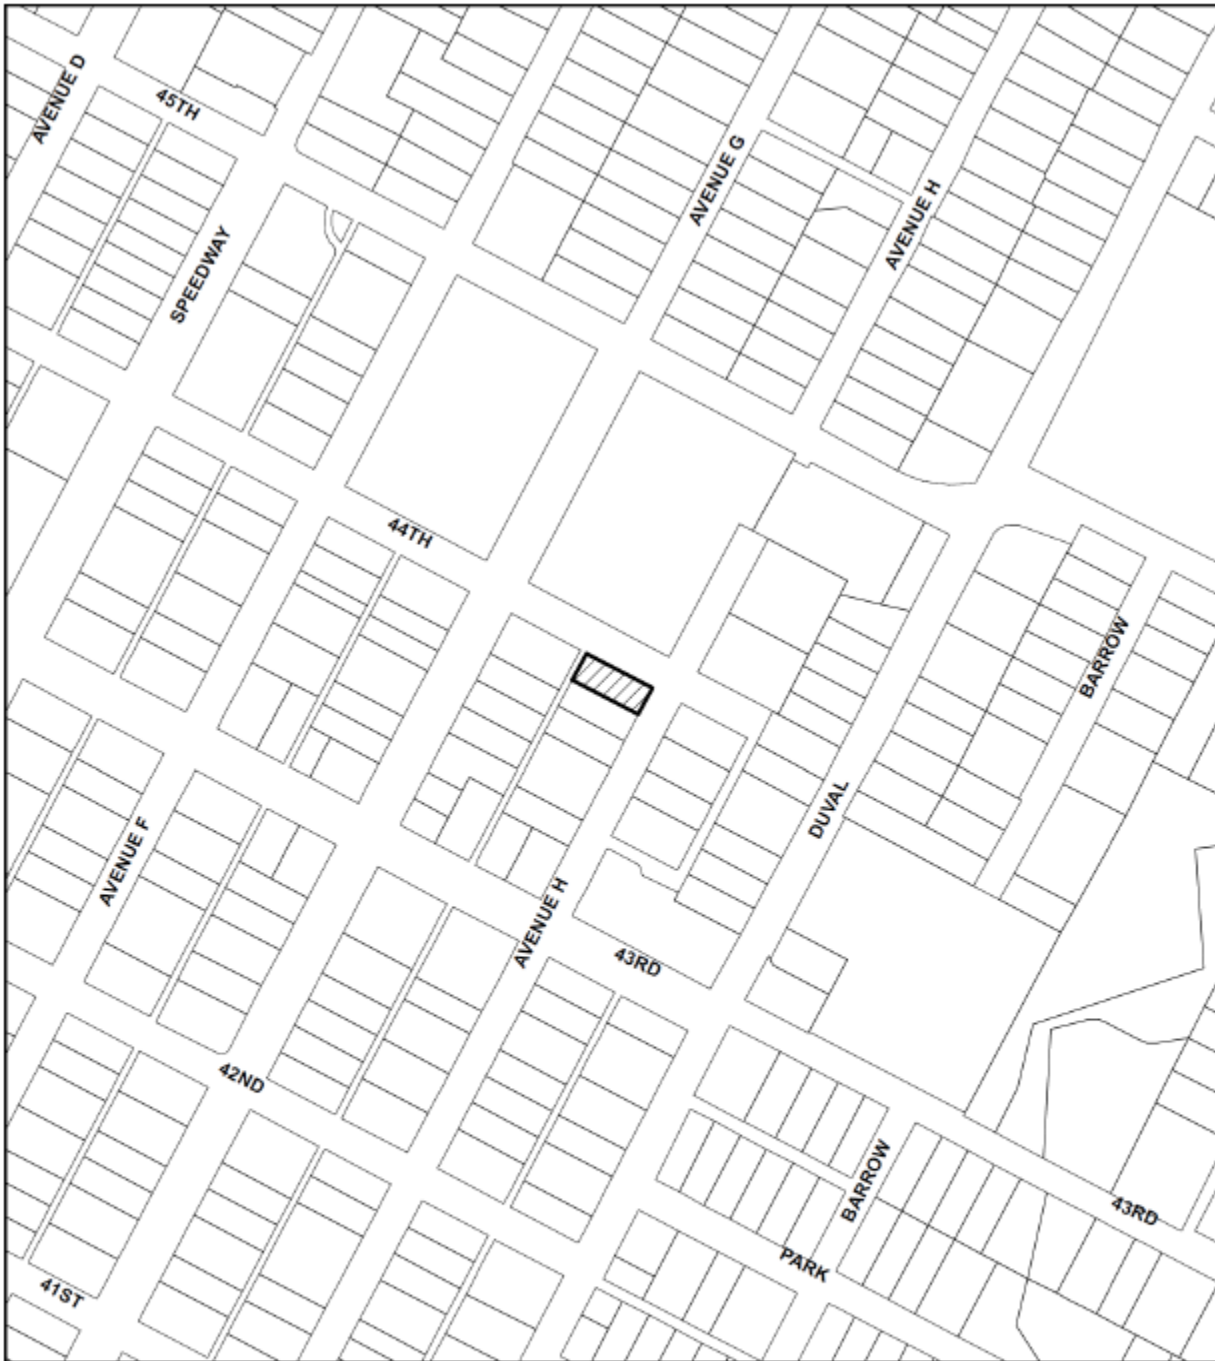 AVENUE D
45TH
AVENUE G
AVENUE H
SPEEDWAY
44TH
BARROW
DUVAL
AVENUE F
AVENUE H
43RD
42ND
BARROW
43RD
PARK
41ST